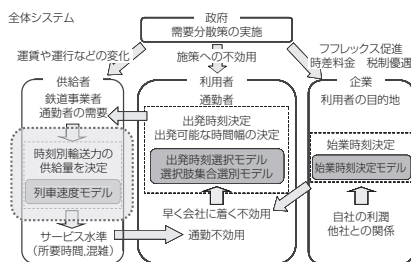 全体システム
政府
需要分散策の実施
運賃や運行などの変化
施策への不効用
フフレックス促進
時差料金 税制優遇
供給者
鉄道事業者
通勤者の需要
時刻別輸送力の
供給量を決定
列車速度モデル
サービス水準
(所要時間,混雑)
利用者
通勤者
出発時刻決定
出発可能な時間幅の決定
出発時刻選択モデル
選択肢集合選別モデル
早く会社に着く不効用
通勤不効用
企業
利用者の目的地
始業時刻決定
始業時刻決定モデル
自社の利潤
他社との関係